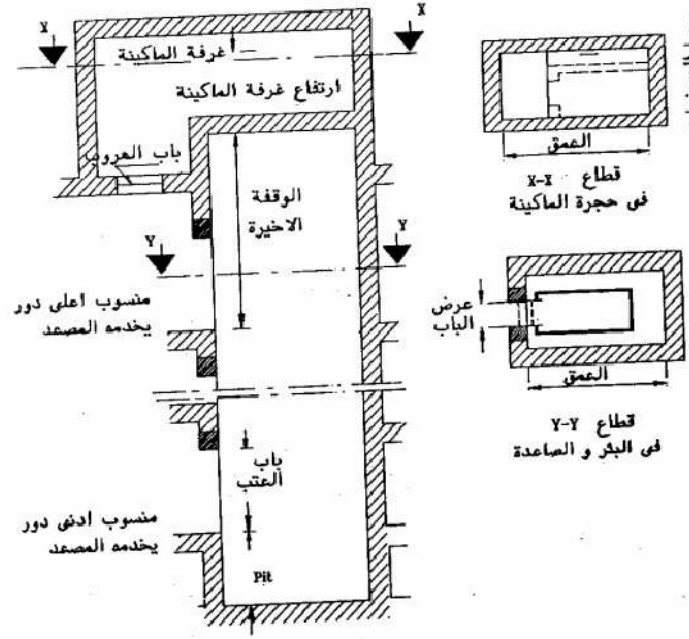 X
X
غرفة الماكينة
ارتفاع غرفة الماكينة
باب الهروب
الوقفة
الاخيرة
Y
Y
منسوب اعلى دور
يخدمه المصعد
باب
العتب
منسوب ادنى دور
يخدمه المصعد
Pit
العمق
قطاع X-X
فى حجرة الماكينة
عرض
الباب
العمق
قطاع Y-Y
فى البئر و الصاعدة